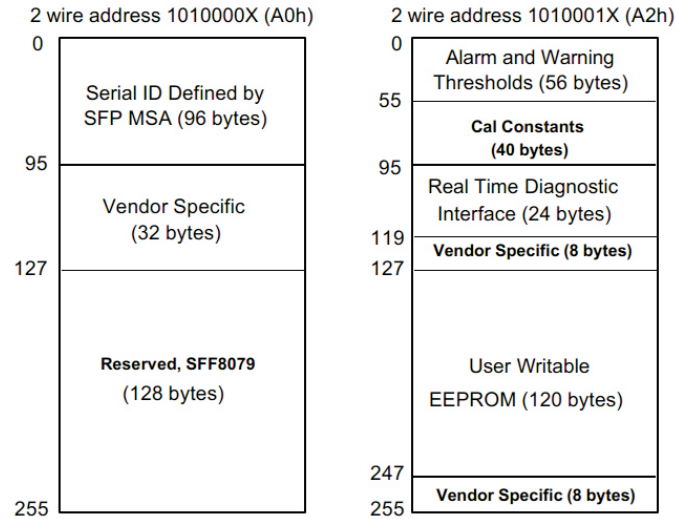 2 wire address 1010000X (A0h)
0
Serial ID Defined by
SFP MSA (96 bytes)
95
Vendor Specific
(32 bytes)
127
Reserved, SFF8079
(128 bytes)
255
2 wire address 1010001X (A2h)
0
Alarm and Warning
Thresholds (56 bytes)
55
Cal Constants
(40 bytes)
95
Real Time Diagnostic
Interface (24 bytes)
119
Vendor Specific (8 bytes)
127
User Writable
EEPROM (120 bytes)
247
Vendor Specific (8 bytes)
255